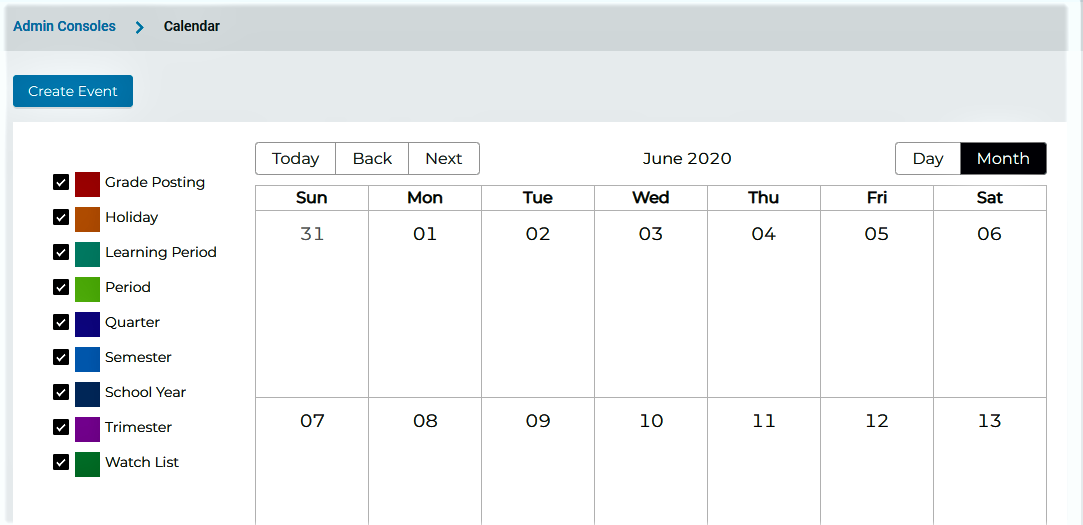 Admin Consoles > Calendar
Create Event
Today Back Next June 2020 Day Month
Sun Mon Tue Wed Thu Fri Sat
31 01 02 03 04 05 06
07 08 09 10 11 12 13
Grade Posting
Holiday
Learning Period
Period
Quarter
Semester
School Year
Trimester
Watch List